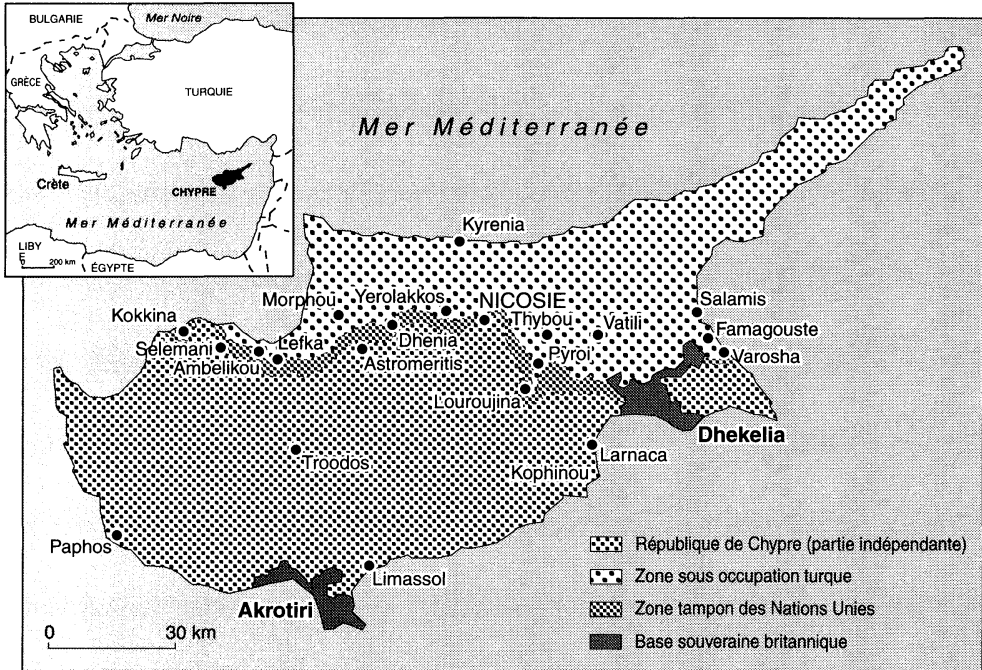 BULGARIE
Mer Noire
GRÈCE
TURQUIE
Crète
CHYPRE
Mer Méditerranée
LIBY
E
0 200 km
ÉGYPTE
Mer Méditerranée
Kyrenia
Morphou
Yerolakkos
NICOSIE
Salamis
Kokkina
Thybou
Vatili
Famagouste
Selemani
Lefka
Dhenia
Varosha
Ambelikou
Astromeritis
Pyroi
Louroujina
Dhekelia
Troodos
Larnaca
Kophinou
Paphos
Limassol
Akrotiri
0 30 km
République de Chypre (partie indépendante)
Zone sous occupation turque
Zone tampon des Nations Unies
Base souveraine britannique